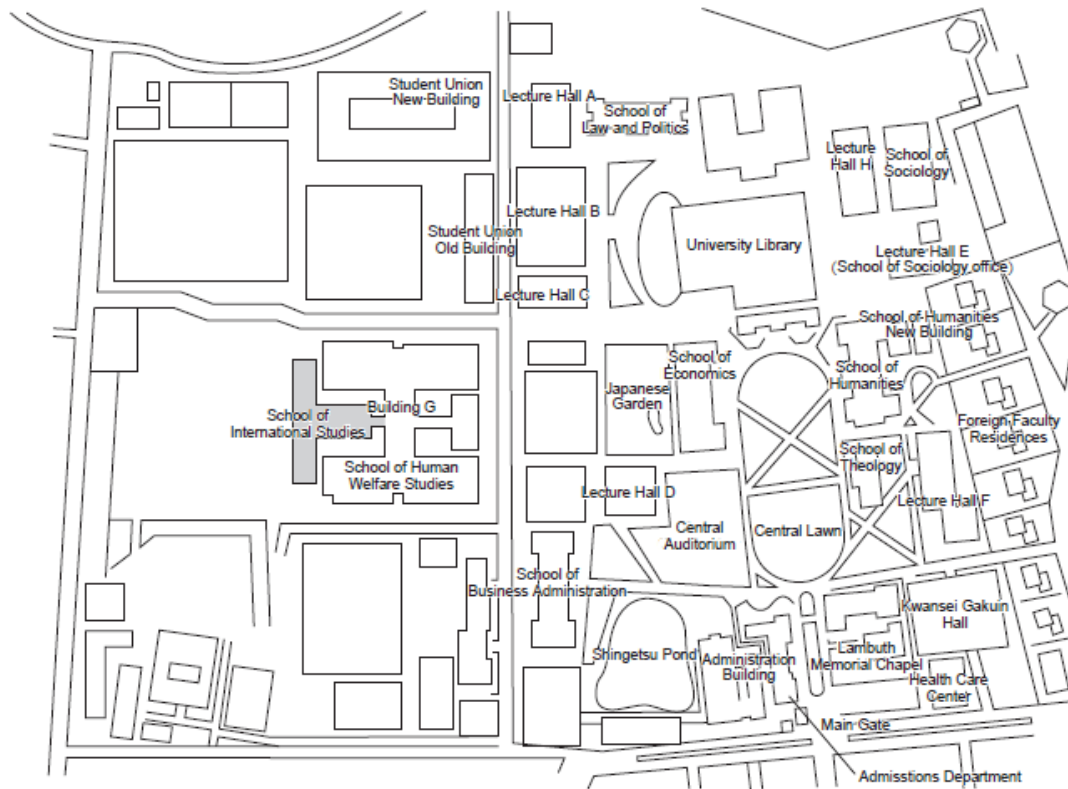 Student Union
New Building
Lecture Hall A
School of
Law and Politics
Lecture
Hall H
School of
Sociology
Lecture Hall B
Student Union
Old Building
University Library
Lecture Hall E
(School of Sociology office)
Lecture Hall C
School of Humanities
New Building
School of
Economics
School of
Humanities
Japanese
Garden
Building G
School of
International Studies
Foreign Faculty
Residences
School of
Theology
School of Human
Welfare Studies
Lecture Hall D
Lecture Hall F
Central
Auditorium
Central Lawn
School of
Business Administration
Kwansei Gakuin
Hall
Shingetsu Pond
Administration
Building
Lambuth
Memorial Chapel
Health Care
Center
Main Gate
Admisstions Department